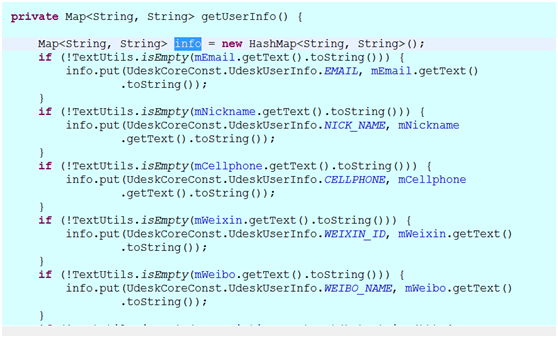 private Map<String, String> getUserInfo() {
Map<String, String> info = new HashMap<String, String>();
if (!TextUtils.isEmpty(mEmail.getText().toString())) {
info.put(UdeskCoreConst.UdeskUserInfo.EMAIL, mEmail.getText()
.toString());
}
if (!TextUtils.isEmpty(mNickname.getText().toString())) {
info.put(UdeskCoreConst.UdeskUserInfo.NICK_NAME, mNickname
.getText().toString());
}
if (!TextUtils.isEmpty(mCellphone.getText().toString())) {
info.put(UdeskCoreConst.UdeskUserInfo.CELLPHONE, mCellphone
.getText().toString());
}
if (!TextUtils.isEmpty(mWeixin.getText().toString())) {
info.put(UdeskCoreConst.UdeskUserInfo.WEIXIN_ID, mWeixin.getText()
.toString());
}
if (!TextUtils.isEmpty(mWeibo.getText().toString())) {
info.put(UdeskCoreConst.UdeskUserInfo.WEIBO_NAME, mWeibo.getText()
.toString());
}